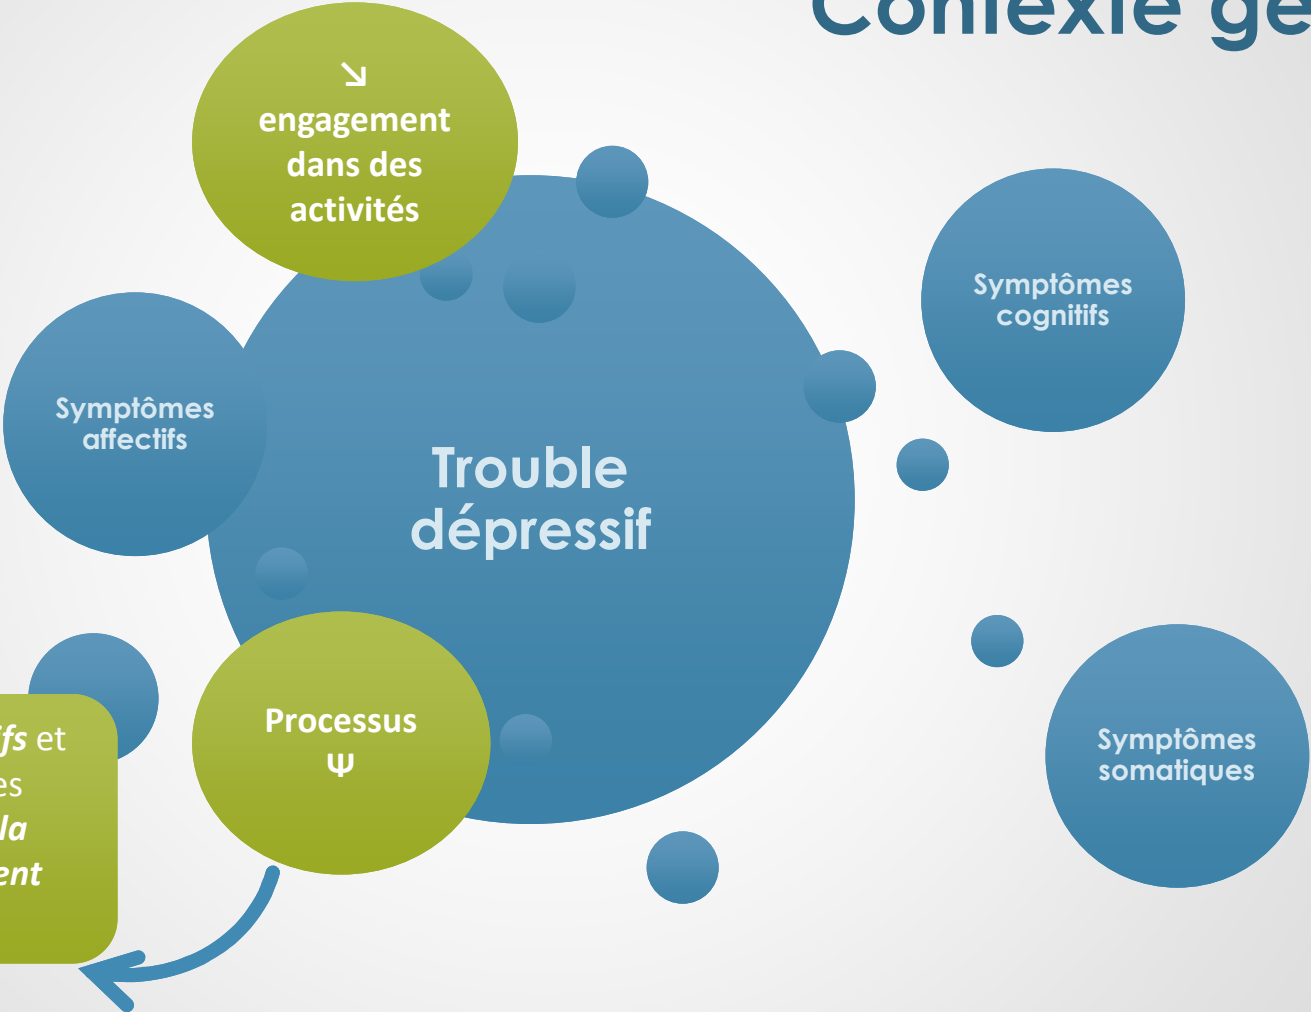 Contexte gé
↘
engagement
dans des
activités
Symptômes
cognitifs
Symptômes
affectifs
Trouble
dépressif
Processus
Ψ
ifs et
es
la
ent
Symptômes
somatiques